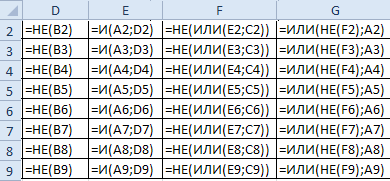 D E F G
2 =НЕ(B2) =И(A2;D2) =НЕ(ИЛИ(E2;C2)) =ИЛИ(НЕ(F2);A2)
3 =НЕ(B3) =И(A3;D3) =НЕ(ИЛИ(E3;C3)) =ИЛИ(НЕ(F3);A3)
4 =НЕ(B4) =И(A4;D4) =НЕ(ИЛИ(E4;C4)) =ИЛИ(НЕ(F4);A4)
5 =НЕ(B5) =И(A5;D5) =НЕ(ИЛИ(E5;C5)) =ИЛИ(НЕ(F5);A5)
6 =НЕ(B6) =И(A6;D6) =НЕ(ИЛИ(E6;C6)) =ИЛИ(НЕ(F6);A6)
7 =НЕ(B7) =И(A7;D7) =НЕ(ИЛИ(E7;C7)) =ИЛИ(НЕ(F7);A7)
8 =НЕ(B8) =И(A8;D8) =НЕ(ИЛИ(E8;C8)) =ИЛИ(НЕ(F8);A8)
9 =НЕ(B9) =И(A9;D9) =НЕ(ИЛИ(E9;C9)) =ИЛИ(НЕ(F9);A9)